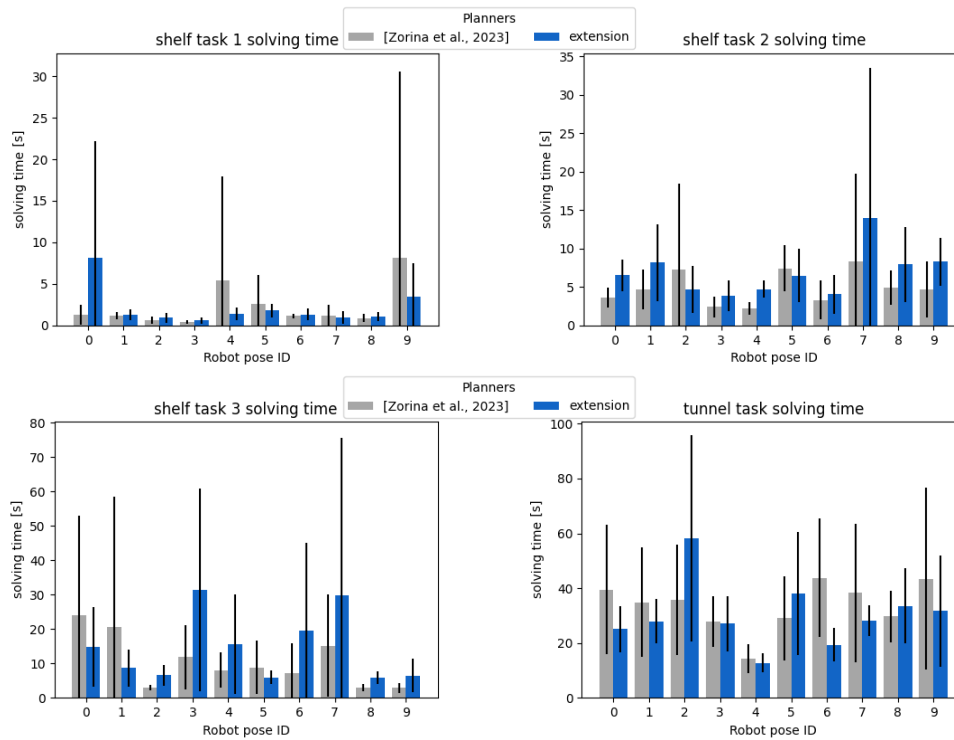 Planners
[Zorina et al., 2023] extension
shelf task 1 solving time
shelf task 2 solving time
solving time [s]
30
25
20
15
10
5
0
0 1 2 3 4 5 6 7 8 9
Robot pose ID
solving time [s]
35
30
25
20
15
10
5
0
0 1 2 3 4 5 6 7 8 9
Robot pose ID
Planners
[Zorina et al., 2023] extension
shelf task 3 solving time
tunnel task solving time
solving time [s]
80
70
60
50
40
30
20
10
0
0 1 2 3 4 5 6 7 8 9
Robot pose ID
solving time [s]
100
80
60
40
20
0
0 1 2 3 4 5 6 7 8 9
Robot pose ID